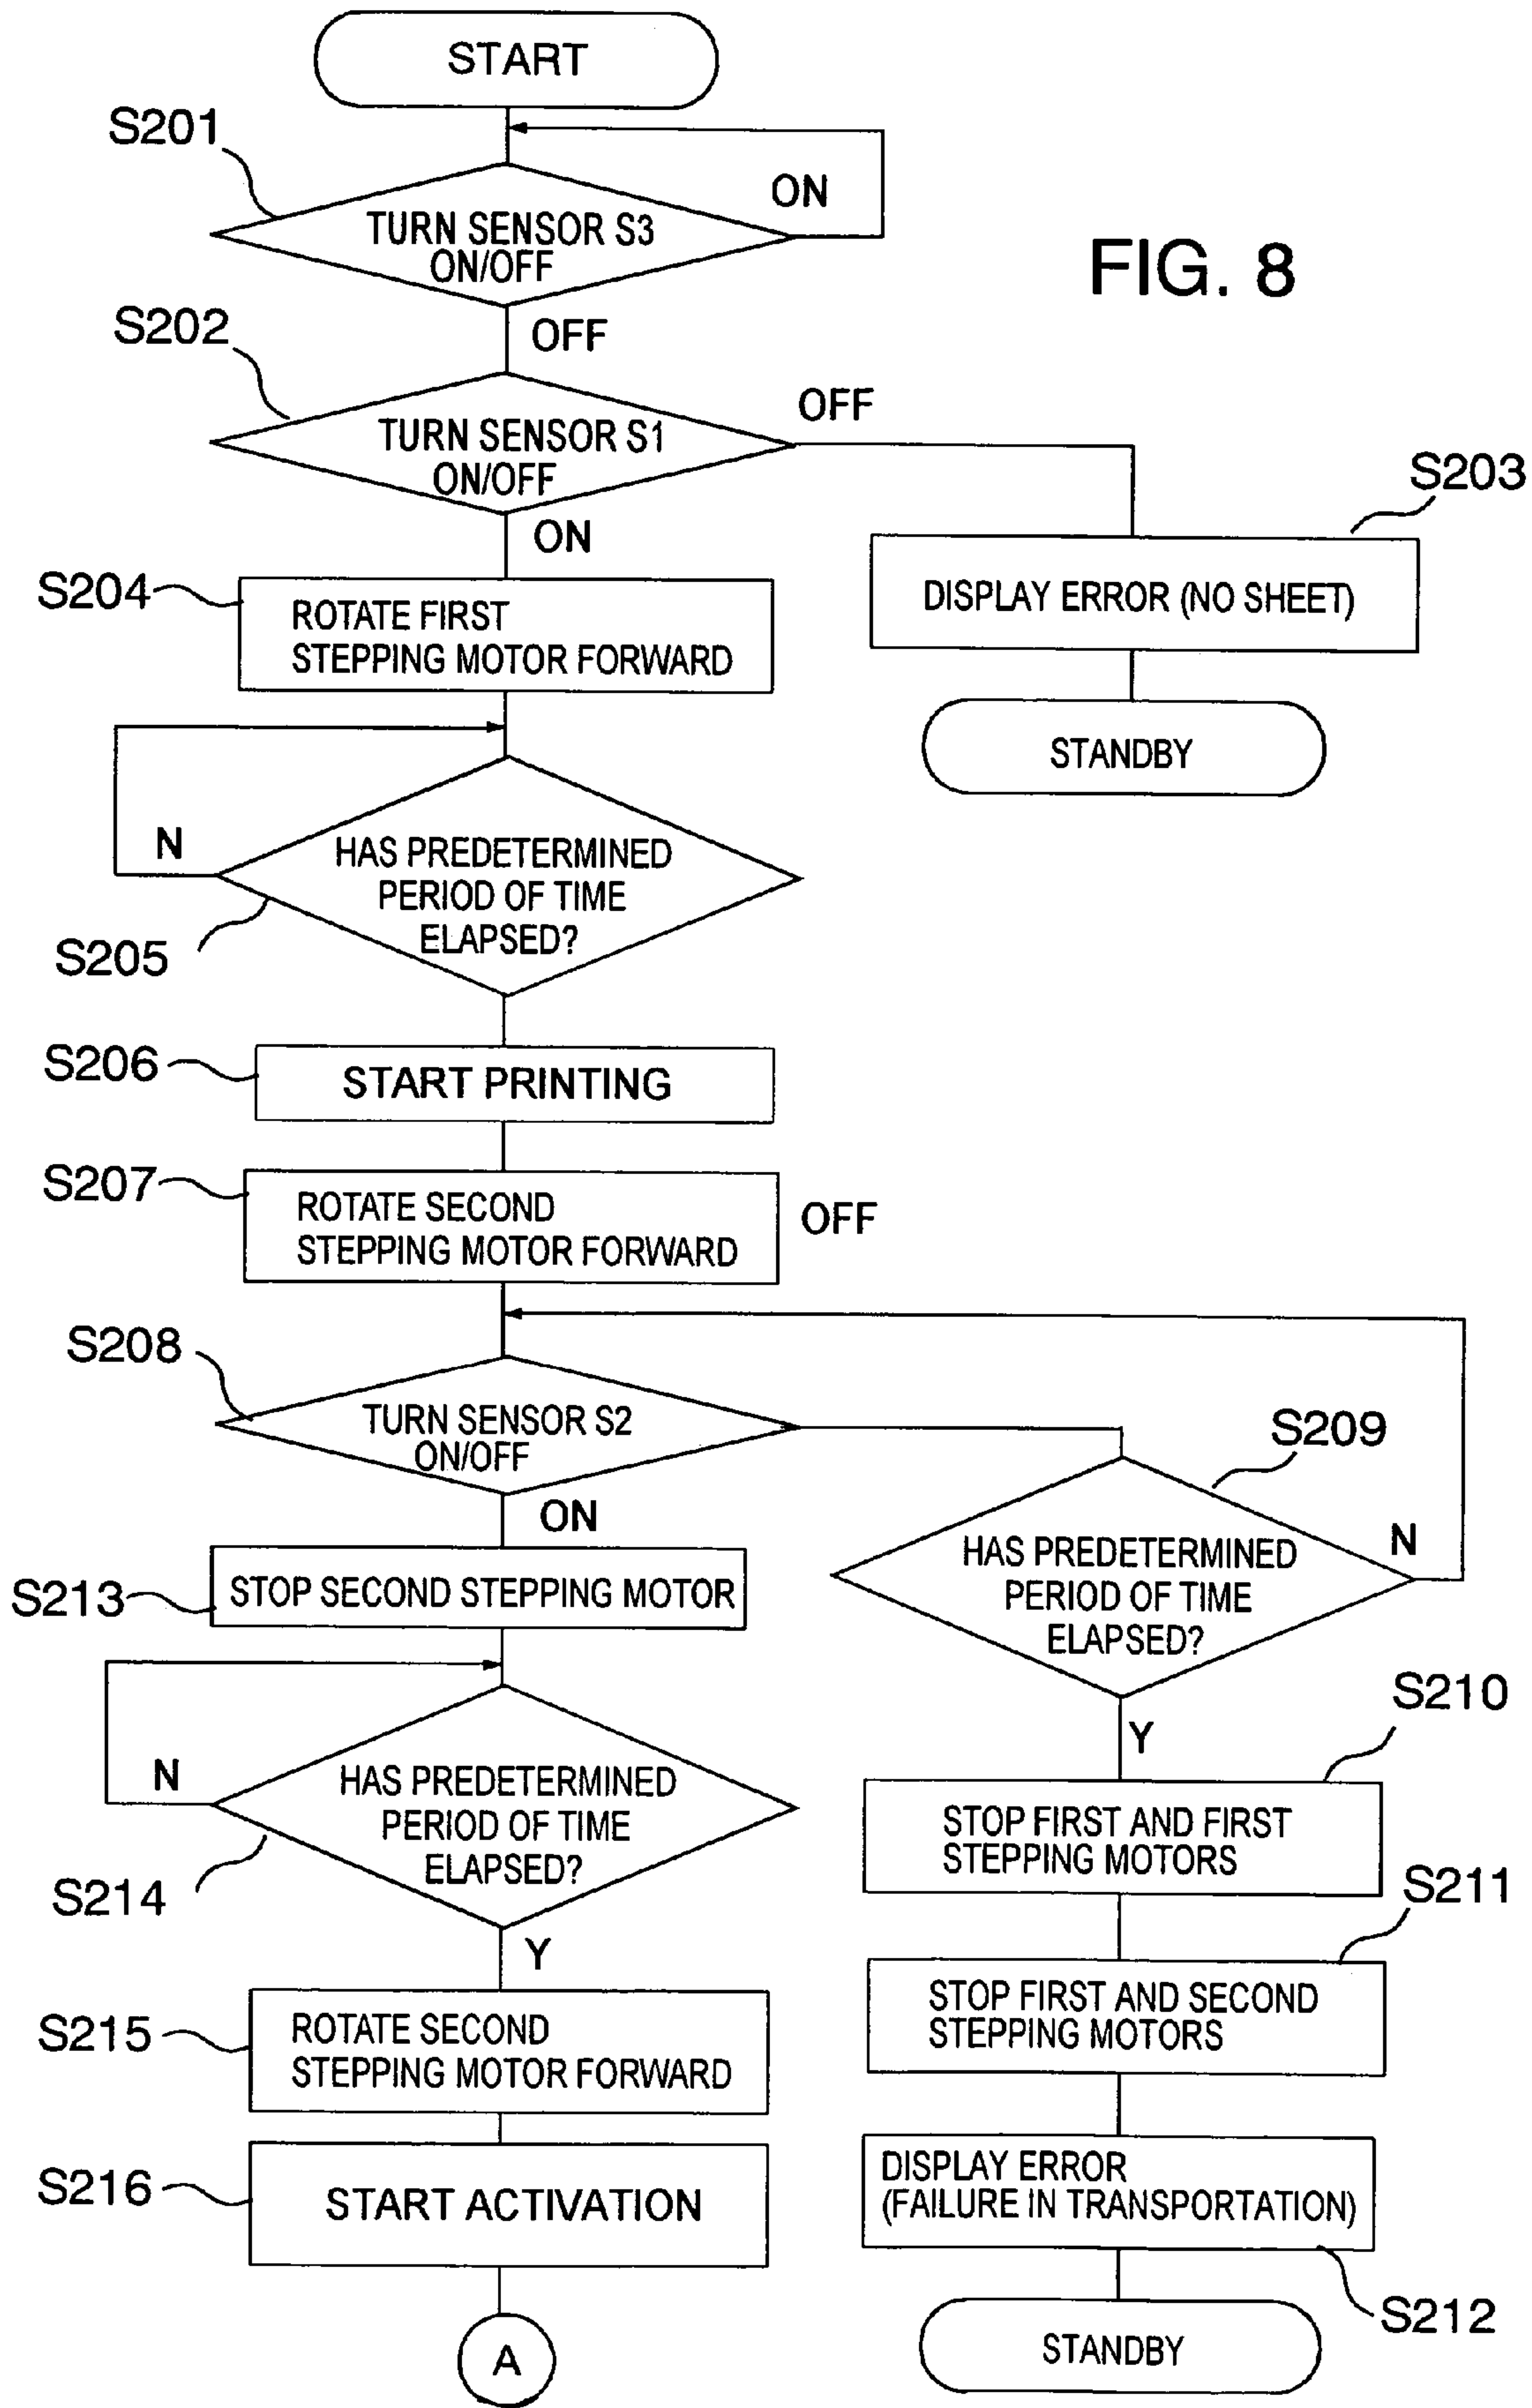 START
S201
ON
TURN SENSOR S3
ON/OFF
FIG. 8
S202
OFF
OFF
TURN SENSOR S1
ON/OFF
S203
ON
S204
ROTATE FIRST
STEPPING MOTOR FORWARD
DISPLAY ERROR (NO SHEET)
STANDBY
N
HAS PREDETERMINED
PERIOD OF TIME
ELAPSED?
S205
S206
START PRINTING
S207
ROTATE SECOND
STEPPING MOTOR FORWARD
OFF
S208
TURN SENSOR S2
ON/OFF
S209
ON
HAS PREDETERMINED
PERIOD OF TIME
ELAPSED?
N
S213
STOP SECOND STEPPING MOTOR
S210
Y
N
HAS PREDETERMINED
PERIOD OF TIME
ELAPSED?
STOP FIRST AND FIRST
STEPPING MOTORS
S214
S211
Y
STOP FIRST AND SECOND
STEPPING MOTORS
S215
ROTATE SECOND
STEPPING MOTOR FORWARD
S216
START ACTIVATION
DISPLAY ERROR
(FAILURE IN TRANSPORTATION)
S212
STANDBY
A